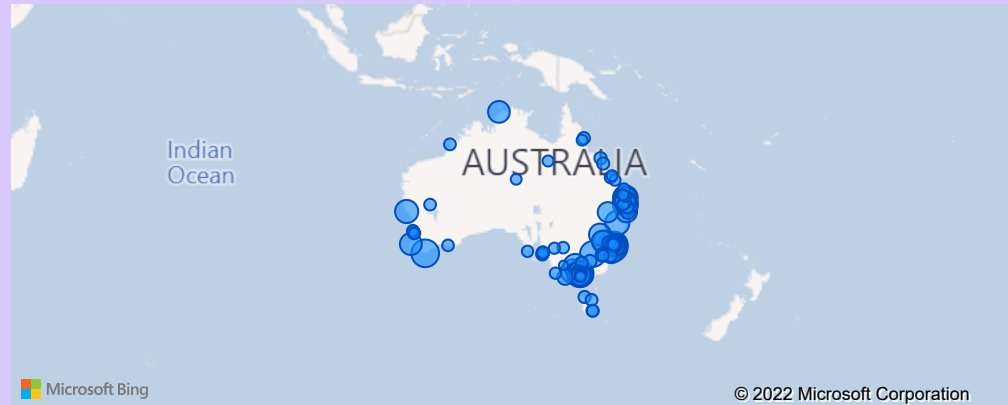 AUSTRALIA
Indian
Ocean
Microsoft Bing
© 2022 Microsoft Corporation